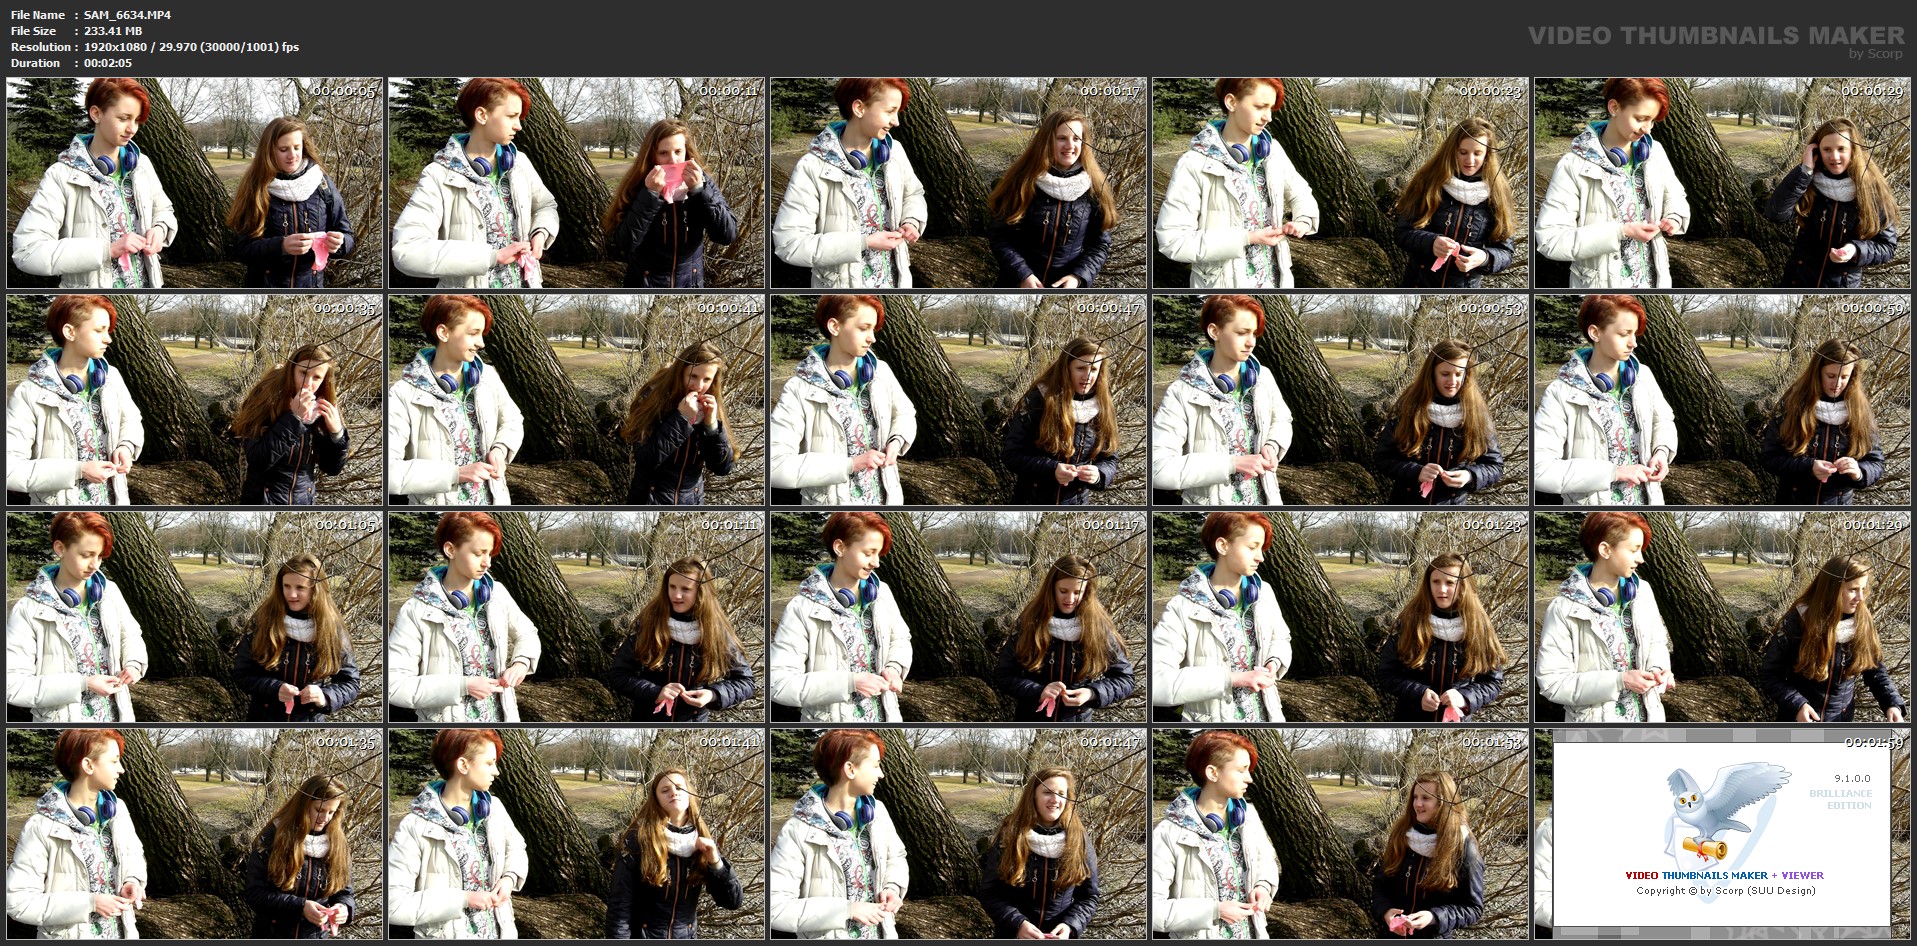 File Name : SAM_6634.MP4
File Size : 233.41 MB
Resolution : 1920x1080 / 29.970 (30000/1001) fps
Duration : 00:02:05
VIDEO THUMBNAILS MAKER
by Scorp
00:00:05
00:00:11
00:00:17
00:00:23
00:00:29
00:00:35
00:00:41
00:00:47
00:00:53
00:00:59
00:01:05
00:01:11
00:01:17
00:01:23
00:01:29
00:01:35
00:01:41
00:01:47
00:01:53
00:01:59
9.1.0.0
BRILLIANCE
EDITION
VIDEO THUMBNAILS MAKER + VIEWER
Copyright © by Scorp (SUU Design)